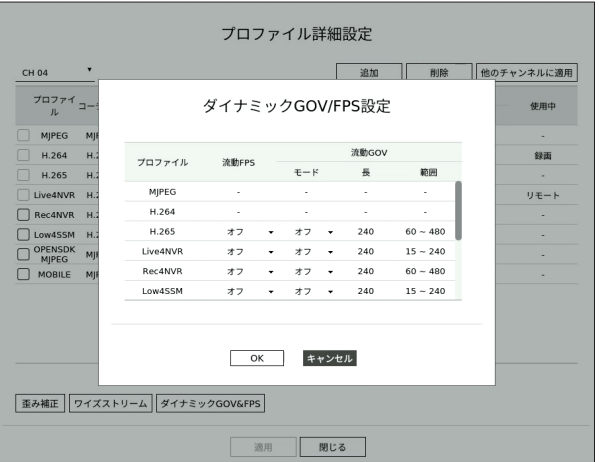 プロファイル詳細設定
CH 04
追加 削除 他のチャンネルに適用
プロファイル 使用中
MJPEG -
H.264 録画
H.265 -
Live4NVR リモート
Rec4NVR -
Low4SSM -
OPENSDK MJPEG -
MOBILE -
ダイナミックGOV/FPS設定
プロファイル 流動FPS 流動GOV
モード 長 範囲
MJPEG - - - -
H.264 - - - -
H.265 オフ オフ 240 60 ~ 480
Live4NVR オフ オフ 240 15 ~ 240
Rec4NVR オフ オフ 240 60 ~ 480
Low4SSM オフ オフ 240 15 ~ 240
OK キャンセル
歪み補正 ワイズストリーム ダイナミックGOV&FPS
適用 閉じる